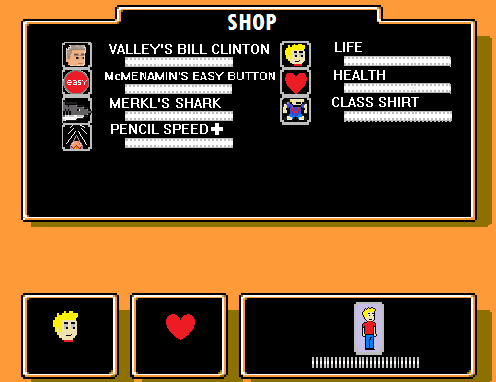 SHOP
VALLEY'S BILL CLINTON
easy
McMENAMIN'S EASY BUTTON
MERKL'S SHARK
PENCIL SPEED+
LIFE
HEALTH
CLASS SHIRT